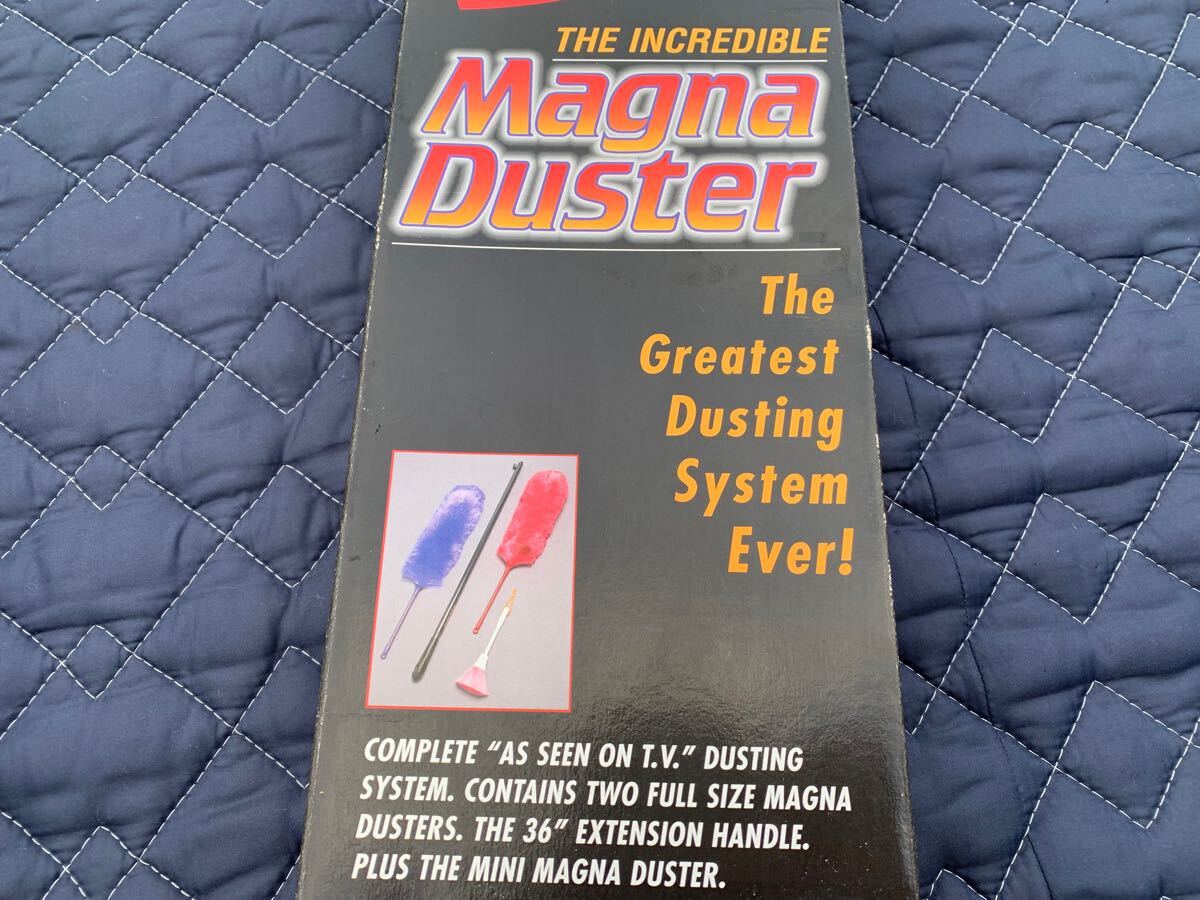 THE INCREDIBLE
Magna
Duster
The
Greatest
Dusting
System
Ever!
COMPLETE "AS SEEN ON T.V." DUSTING
SYSTEM. CONTAINS TWO FULL SIZE MAGNA
DUSTERS. THE 36" EXTENSION HANDLE.
PLUS THE MINI MAGNA DUSTER.